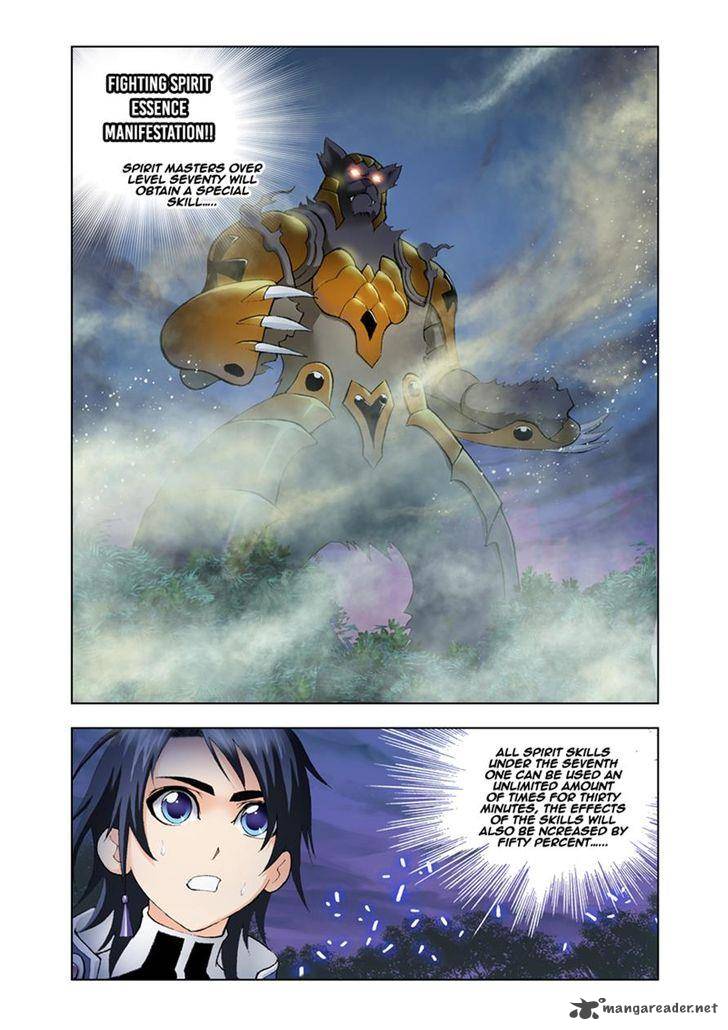 FIGHTING SPIRIT
ESSENCE
MANIFESTATION!!
SPIRIT MASTERS OVER
LEVEL SEVENTY WILL
OBTAIN A SPECIAL
SKILL.....
ALL SPIRIT SKILLS
UNDER THE SEVENTH
ONE CAN BE USED AN
UNLIMITED AMOUNT
OF TIMES FOR THIRTY
MINUTES, THE EFFECTS
OF THE SKILLS WILL
ALSO BE NCREASED BY
FIFTY PERCENT......
mangareader.net